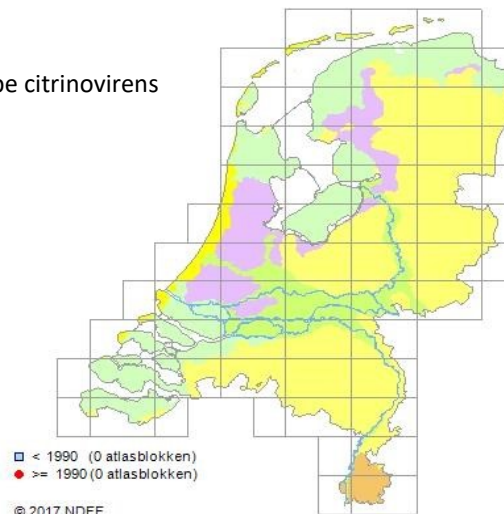 pe citrinovirens
< 1990 (0 atlasblokken)
>= 1990 (0 atlasblokken)
© 2017 NDFF